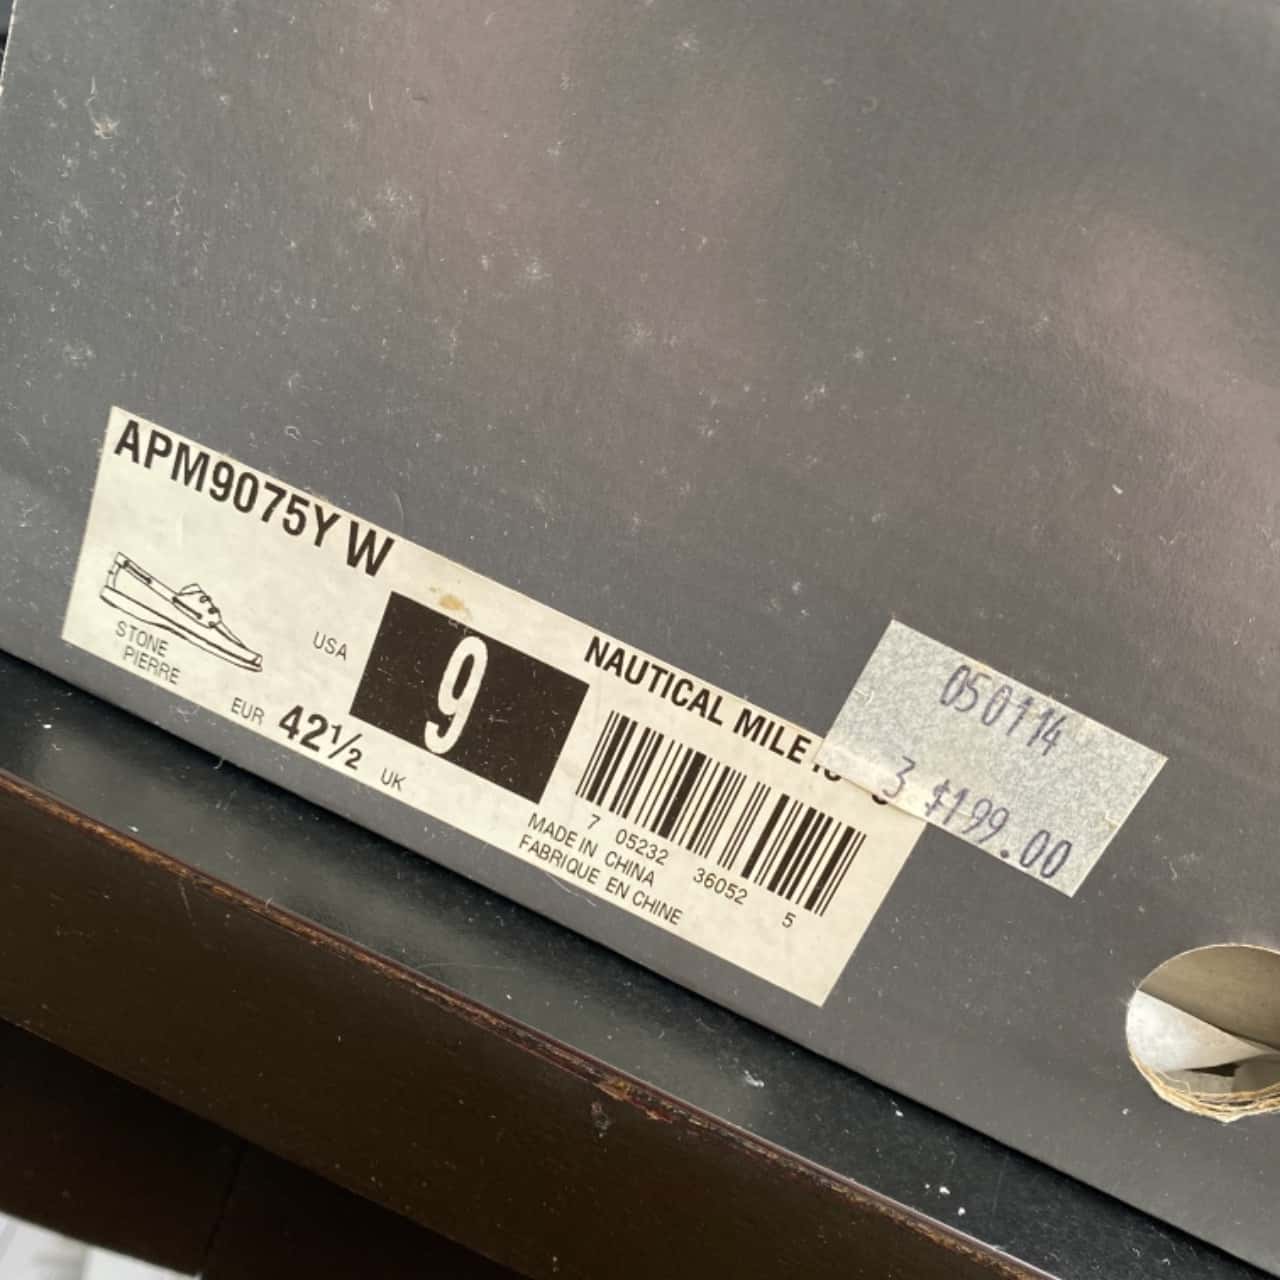 APM9075Y W
STONE
PIERRE
USA 9
EUR 42½ UK
NAUTICAL MILE
7 05232 36052 5
MADE IN CHINA
FABRIQUE EN CHINE
050114
3 $199.00